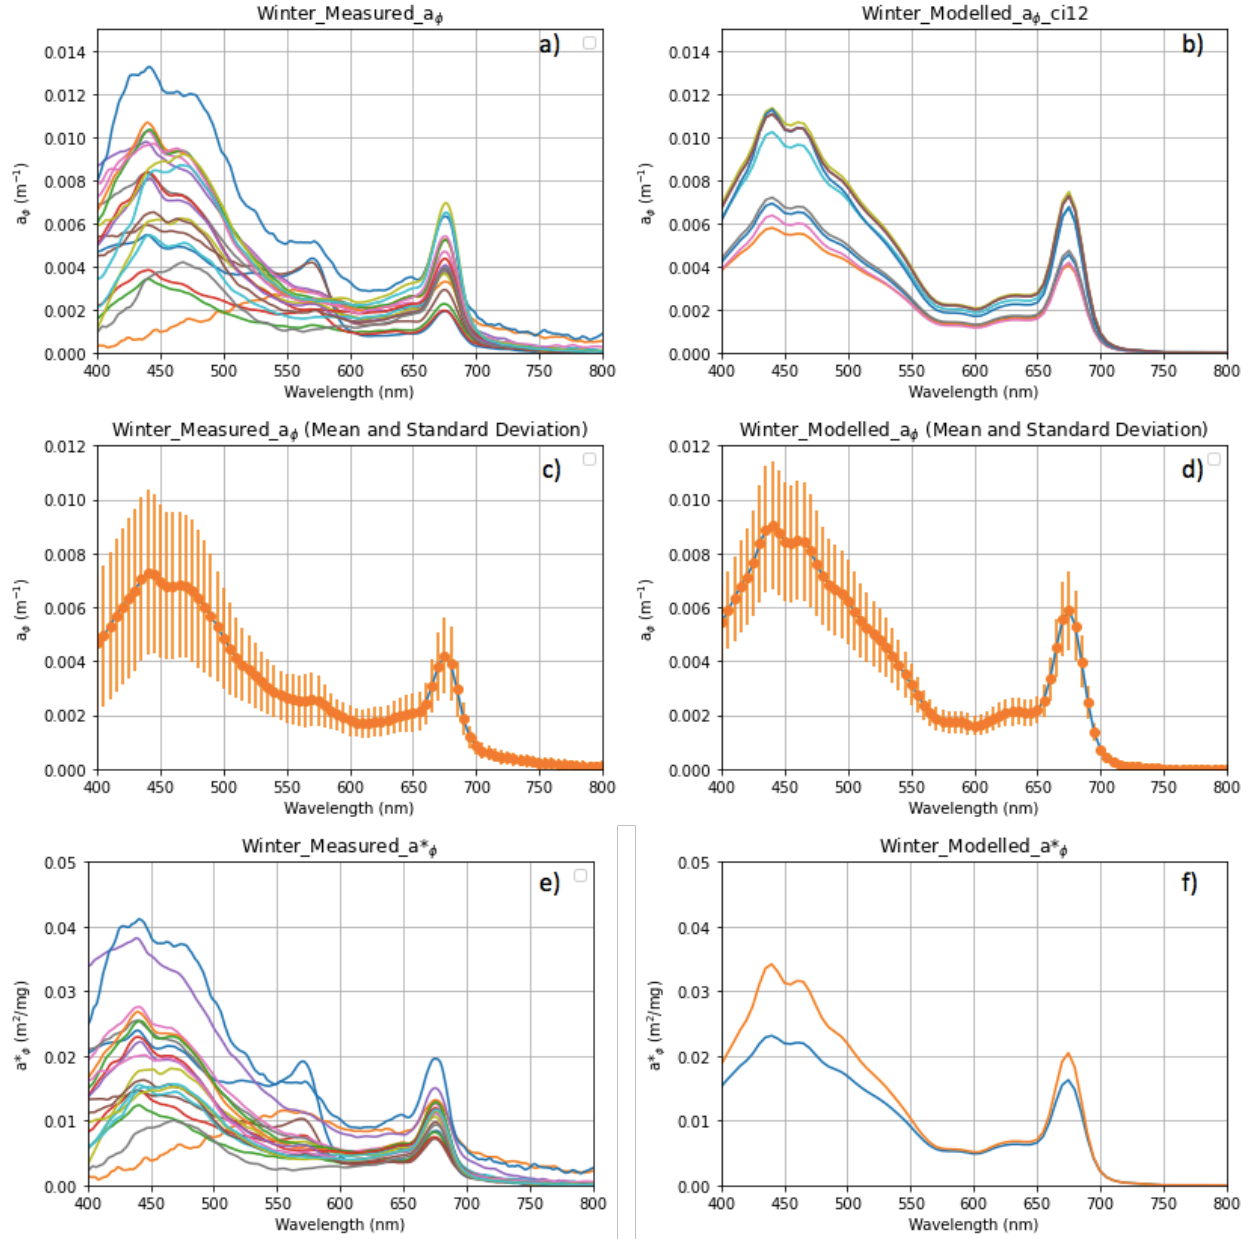 Winter_Measured_aϕ
a)
0.014
0.012
0.010
0.008
0.006
0.004
0.002
0.000
aϕ (m⁻¹)
400 450 500 550 600 650 700 750 800
Wavelength (nm)
Winter_Modelled_aϕ_ci12
b)
0.014
0.012
0.010
0.008
0.006
0.004
0.002
0.000
aϕ (m⁻¹)
400 450 500 550 600 650 700 750 800
Wavelength (nm)
Winter_Measured_aϕ (Mean and Standard Deviation)
c)
0.012
0.010
0.008
0.006
0.004
0.002
0.000
aϕ (m⁻¹)
400 450 500 550 600 650 700 750 800
Wavelength (nm)
Winter_Modelled_aϕ (Mean and Standard Deviation)
d)
0.012
0.010
0.008
0.006
0.004
0.002
0.000
aϕ (m⁻¹)
400 450 500 550 600 650 700 750 800
Wavelength (nm)
Winter_Measured_a*ϕ
e)
0.05
0.04
0.03
0.02
0.01
0.00
a*ϕ (m²/mg)
400 450 500 550 600 650 700 750 800
Wavelength (nm)
Winter_Modelled_a*ϕ
f)
0.05
0.04
0.03
0.02
0.01
0.00
a*ϕ (m²/mg)
400 450 500 550 600 650 700 750 800
Wavelength (nm)